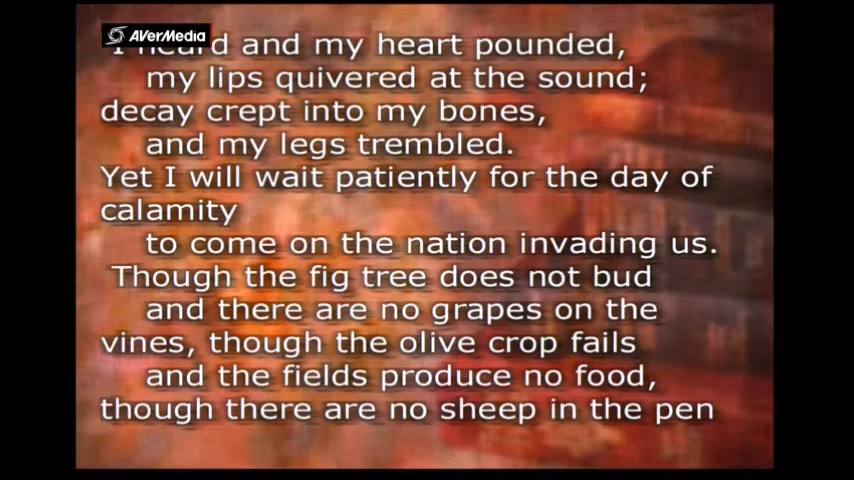 AVerMedia
I heard and my heart pounded,
my lips quivered at the sound;
decay crept into my bones,
and my legs trembled.
Yet I will wait patiently for the day of
calamity
to come on the nation invading us.
Though the fig tree does not bud
and there are no grapes on the
vines, though the olive crop fails
and the fields produce no food,
though there are no sheep in the pen